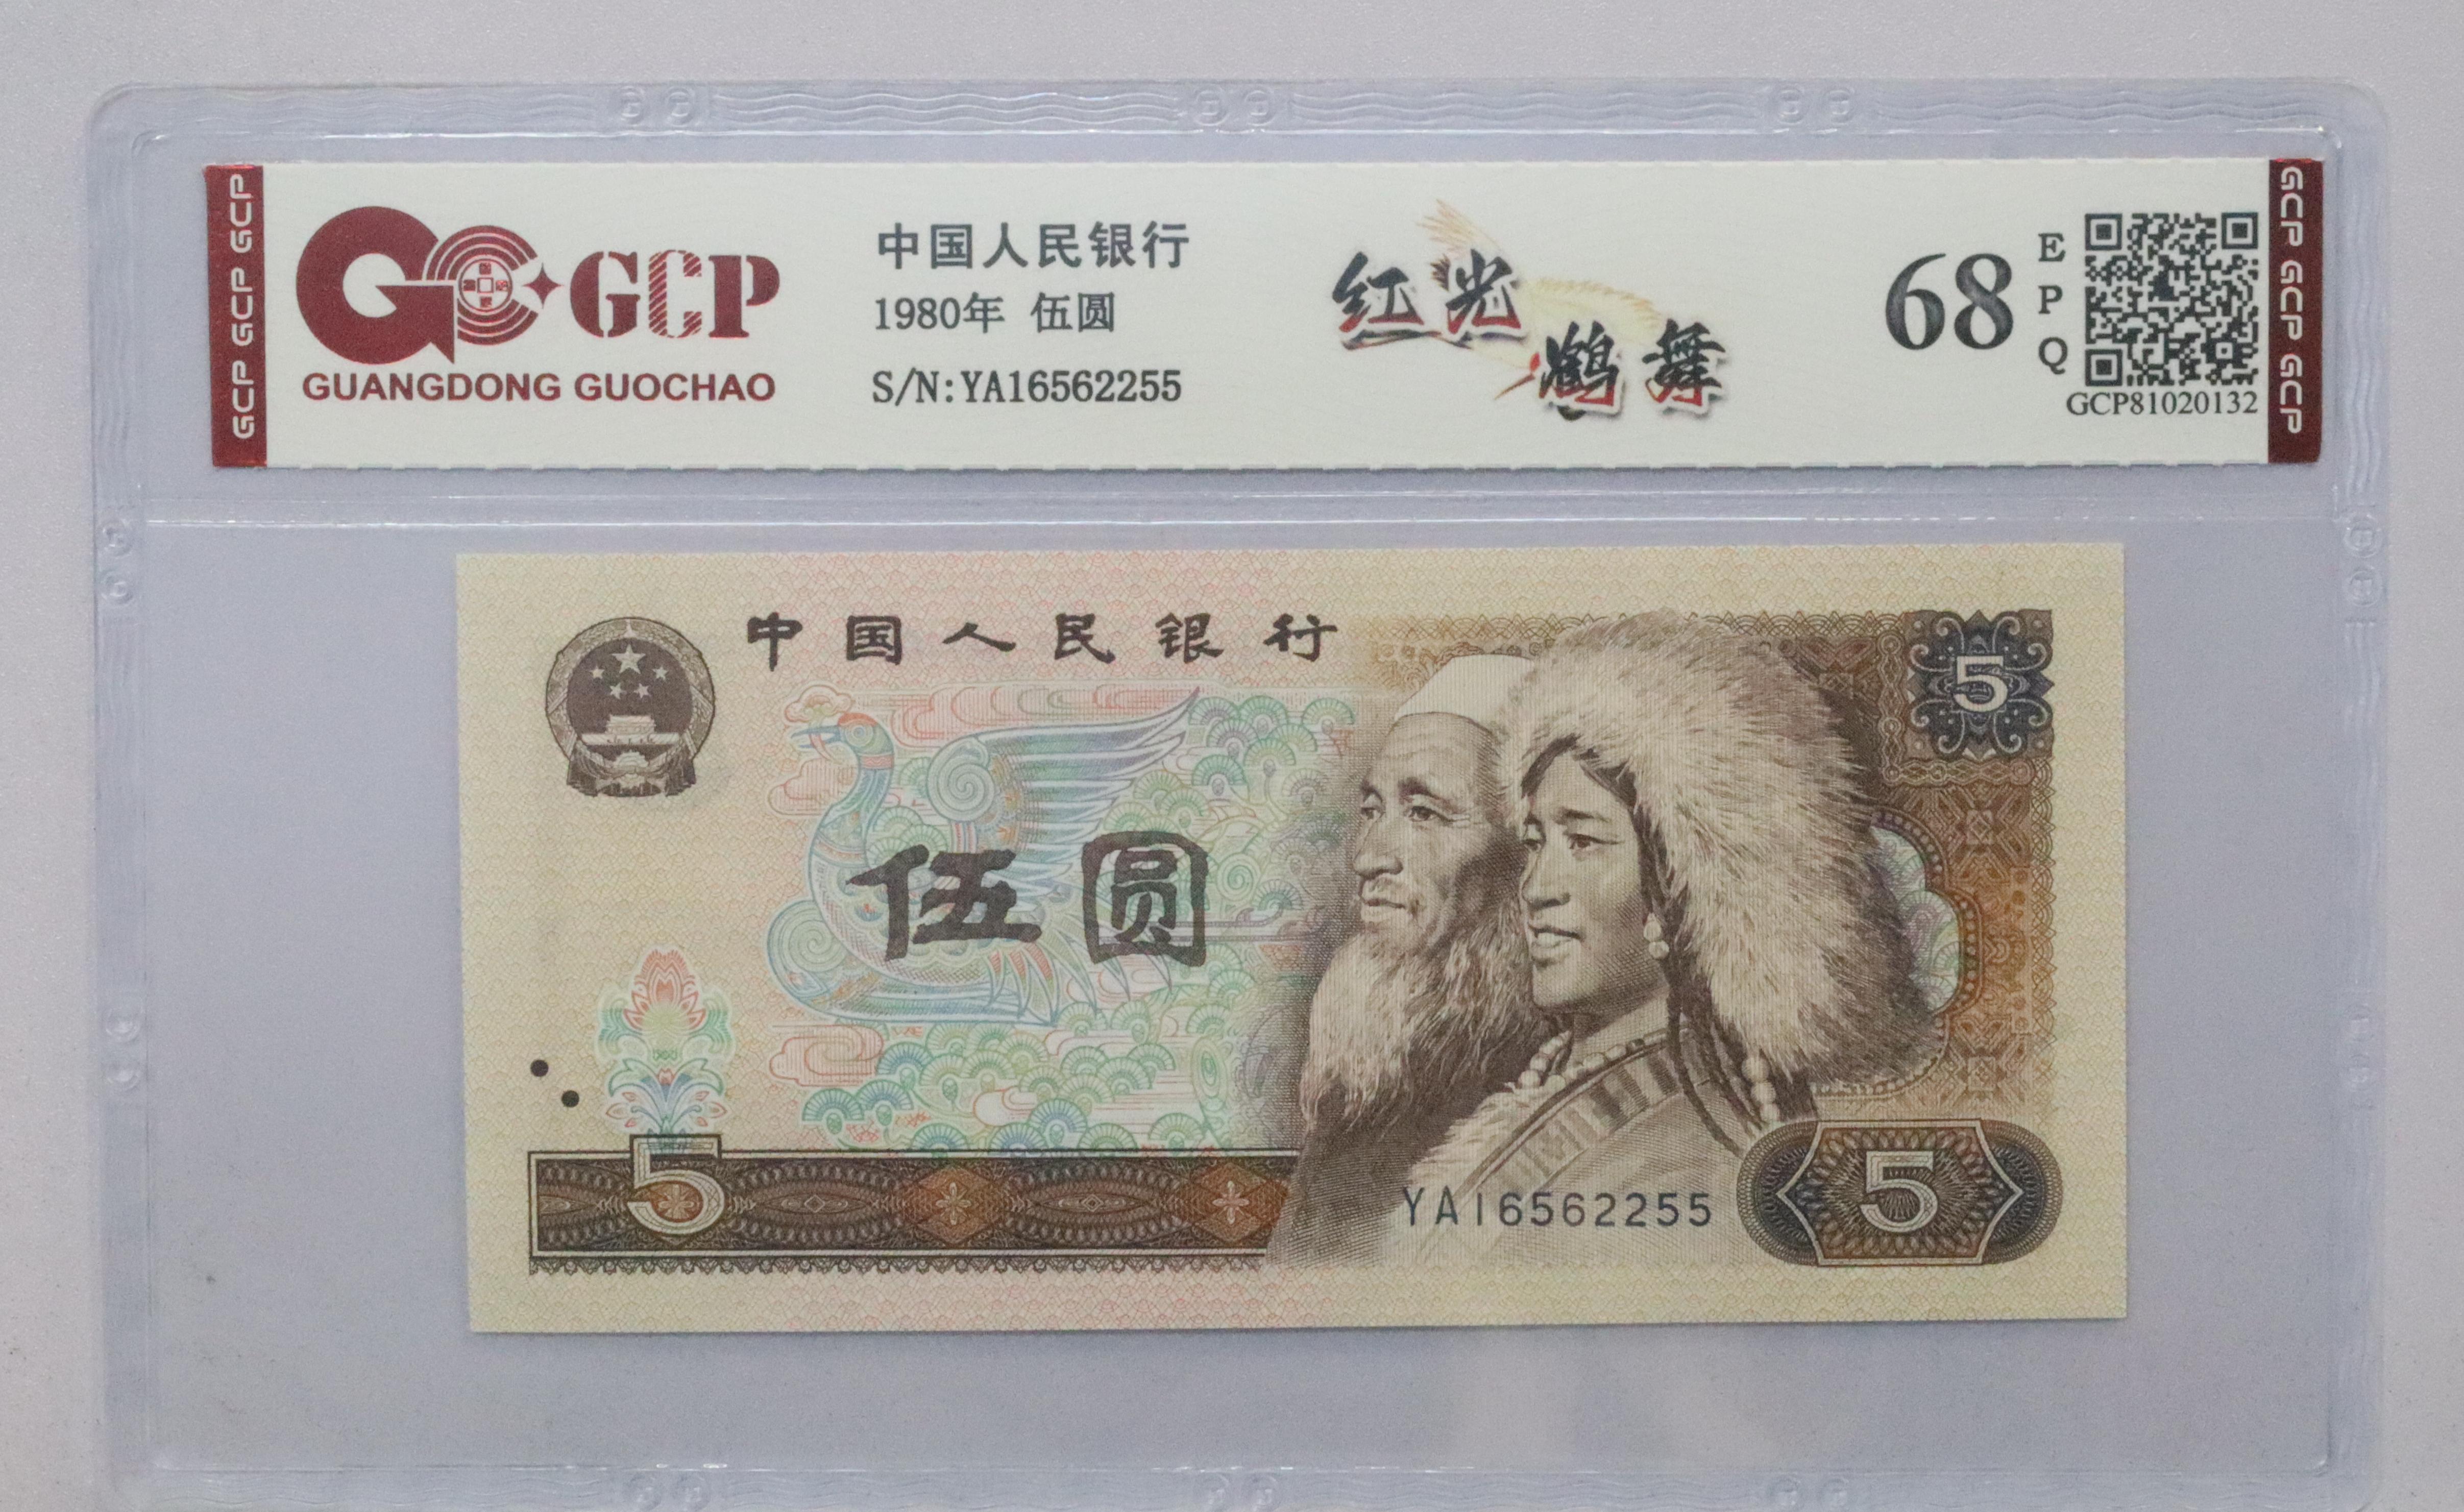 GCP GCP GCP
GCP
GUANGDONG GUOCHAO
中国人民银行
1980年 伍圆
S/N:YA16562255
红光
鹤舞
68
E
P
Q
GCP81020132
GCP GCP GCP
中国人民银行
5
伍圆
5
YA16562255
5